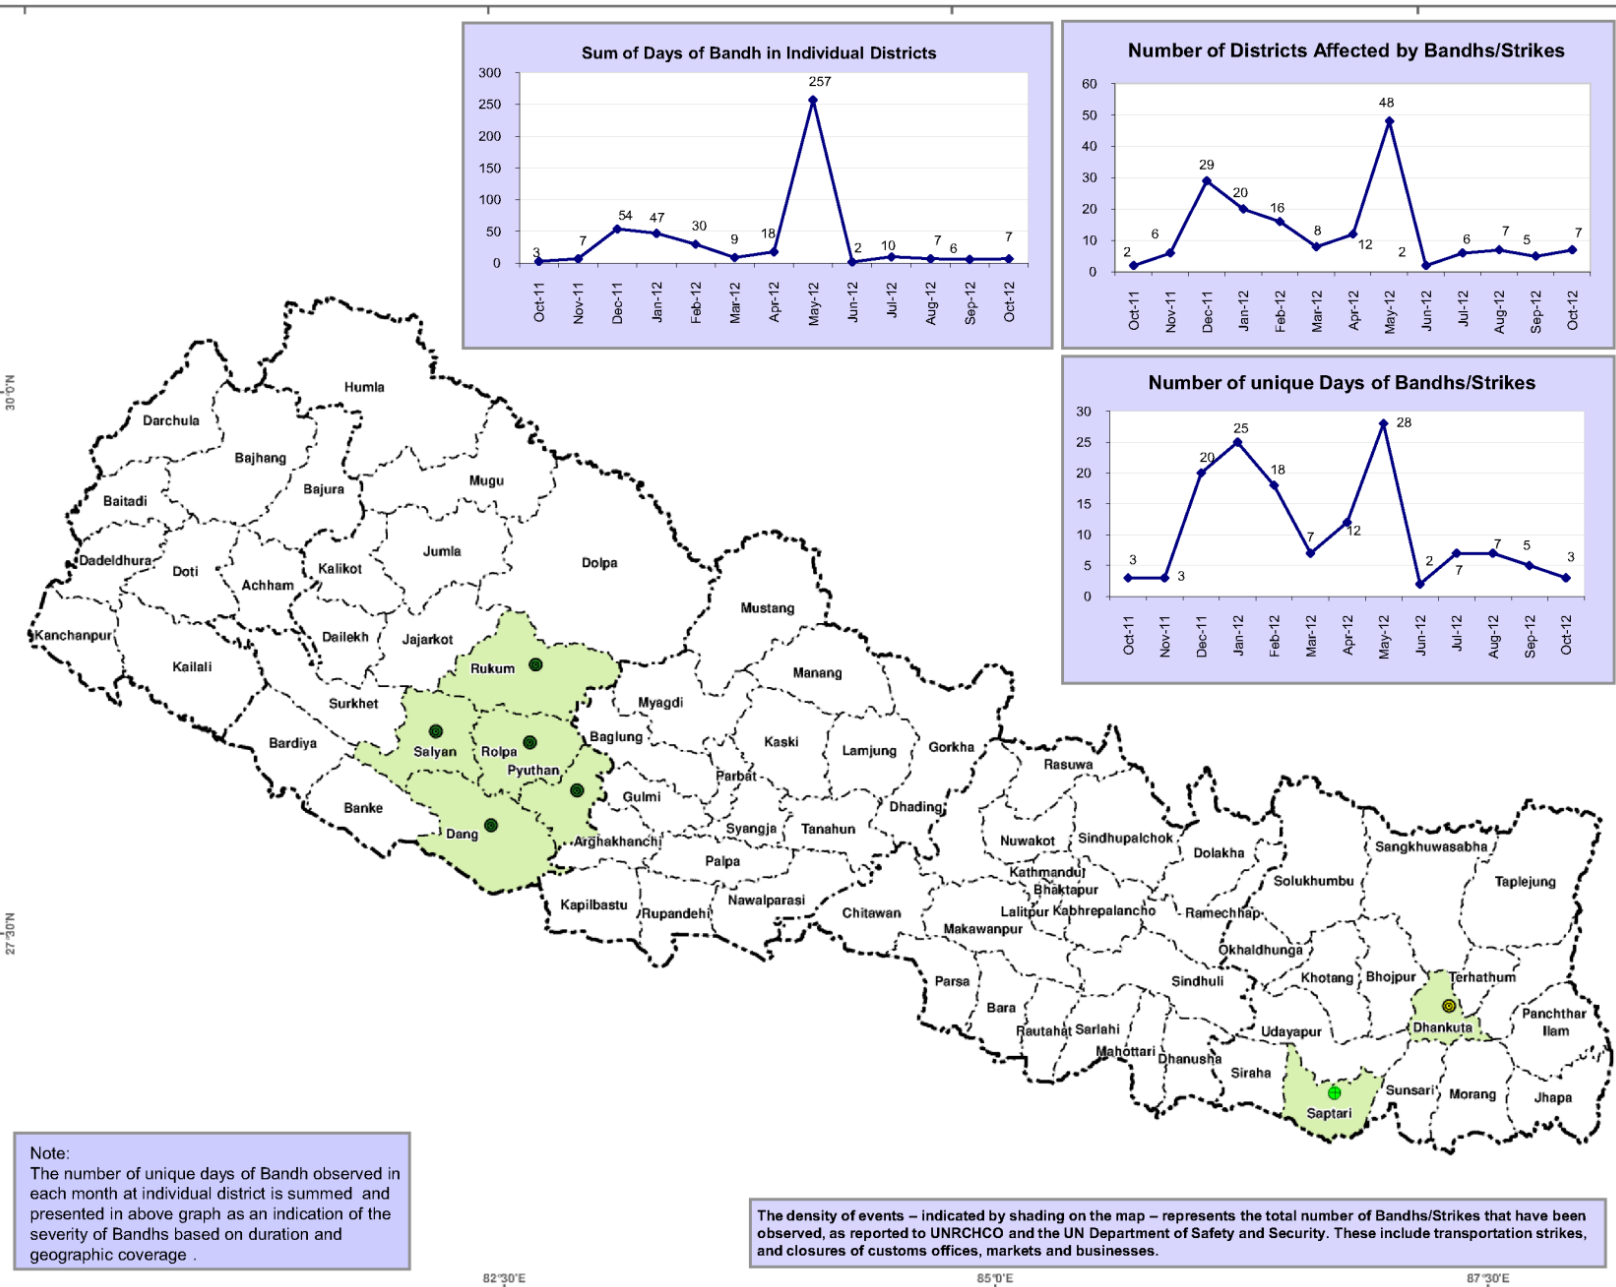 Sum of Days of Bandh in Individual Districts
300
250
200
150
100
50
0
3
7
54
47
30
9
18
257
2
10
7
6
7
Oct-11
Nov-11
Dec-11
Jan-12
Feb-12
Mar-12
Apr-12
May-12
Jun-12
Jul-12
Aug-12
Sep-12
Oct-12
Number of Districts Affected by Bandhs/Strikes
60
50
40
30
20
10
0
2
6
29
20
16
8
12
48
2
6
7
5
7
Oct-11
Nov-11
Dec-11
Jan-12
Feb-12
Mar-12
Apr-12
May-12
Jun-12
Jul-12
Aug-12
Sep-12
Oct-12
Number of unique Days of Bandhs/Strikes
30
25
20
15
10
5
0
3
3
20
25
18
7
12
28
2
7
7
5
3
Oct-11
Nov-11
Dec-11
Jan-12
Feb-12
Mar-12
Apr-12
May-12
Jun-12
Jul-12
Aug-12
Sep-12
Oct-12
30°0'N
27°30'N
Humla
Darchula
Bajhang
Bajura
Mugu
Baitadi
Dadeldhura
Doti
Achham
Kalikot
Jumla
Dolpa
Mustang
Kanchanpur
Kailali
Dailekh
Jajarkot
Rukum
Manang
Surkhet
Myagdi
Bardiya
Salyan
Rolpa
Baglung
Kaski
Lamjung
Gorkha
Pyuthan
Parbat
Rasuwa
Banke
Gulmi
Dhading
Dang
Arghakhanchi
Syangja
Tanahun
Nuwakot
Sindhupalchok
Dolakha
Sangkhuwasabha
Palpa
Kathmandu
Solukhumbu
Taplejung
Bhaktapur
Kapilbastu
Rupandehi
Nawalparasi
Chitawan
Lalitpur
Kabhrepalancho
Ramechhap
Makawanpur
Okhaldhunga
Parsa
Sindhuli
Khotang
Bhojpur
Terhathum
Bara
Panchthar
Rautahat
Sarlahi
Udayapur
Dhankuta
Ilam
Mahottari
Dhanusha
Siraha
Saptari
Sunsari
Morang
Jhapa
Note:
The number of unique days of Bandh observed in
each month at individual district is summed and
presented in above graph as an indication of the
severity of Bandhs based on duration and
geographic coverage .
The density of events – indicated by shading on the map – represents the total number of Bandhs/Strikes that have been
observed, as reported to UNRCHCO and the UN Department of Safety and Security. These include transportation strikes,
and closures of customs offices, markets and businesses.
82°30'E
85°0'E
87°30'E